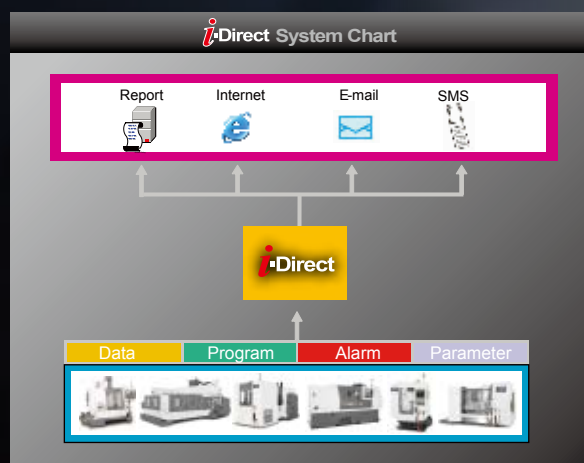 i-Direct System Chart
Report Internet E-mail SMS
i-Direct
Data Program Alarm Parameter